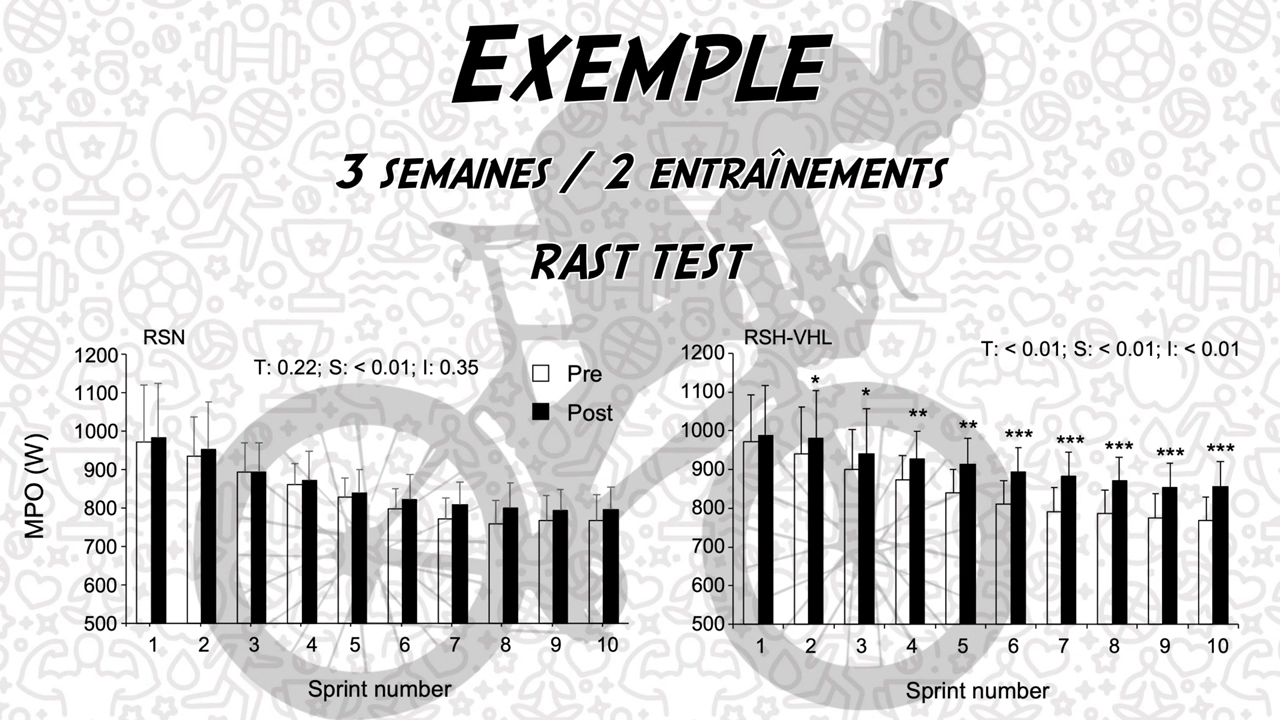 EXEMPLE
3 SEMAINES / 2 ENTRAÎNEMENTS
RAST TEST
RSN
T: 0.22; S: < 0.01; I: 0.35
Pre
Post
MPO (W)
1200
1100
1000
900
800
700
600
500
1 2 3 4 5 6 7 8 9 10
Sprint number
RSH-VHL
T: < 0.01; S: < 0.01; I: < 0.01
1200
1100
1000
900
800
700
600
500
* * ** ** *** *** *** *** ***
1 2 3 4 5 6 7 8 9 10
Sprint number